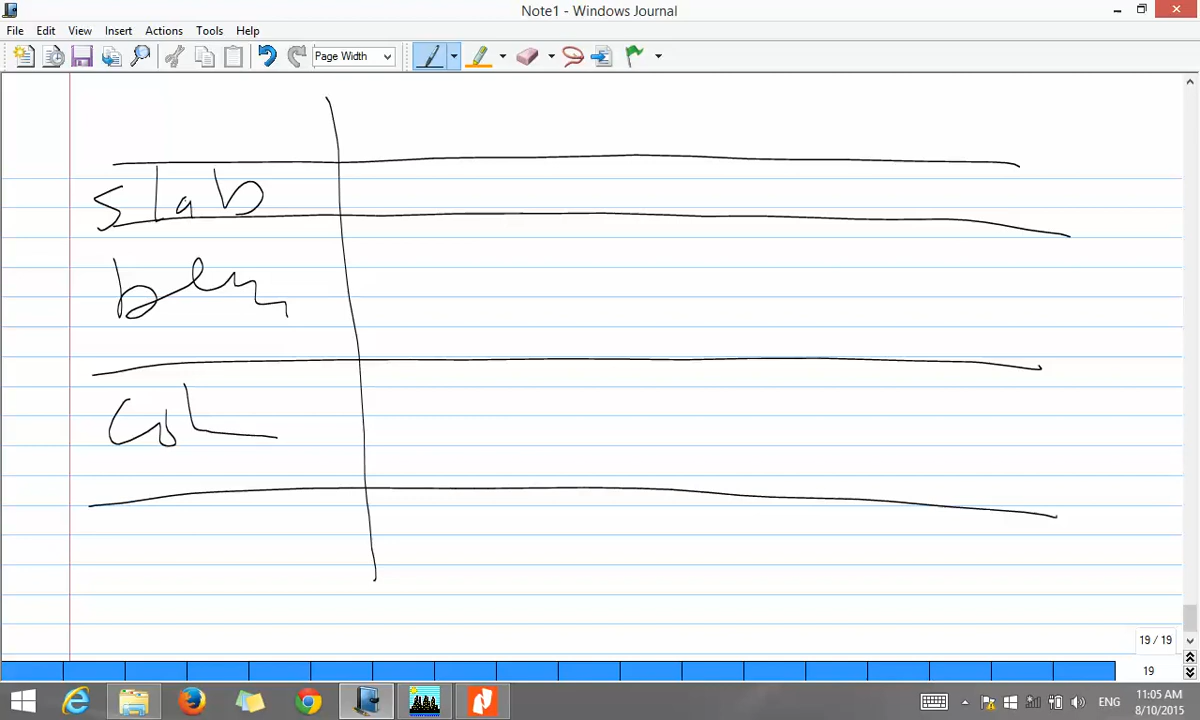 Note1 - Windows Journal
File Edit View Insert Actions Tools Help
Page Width
slab
bem
Col
19 / 19
19
ENG
11:05 AM
8/10/2015